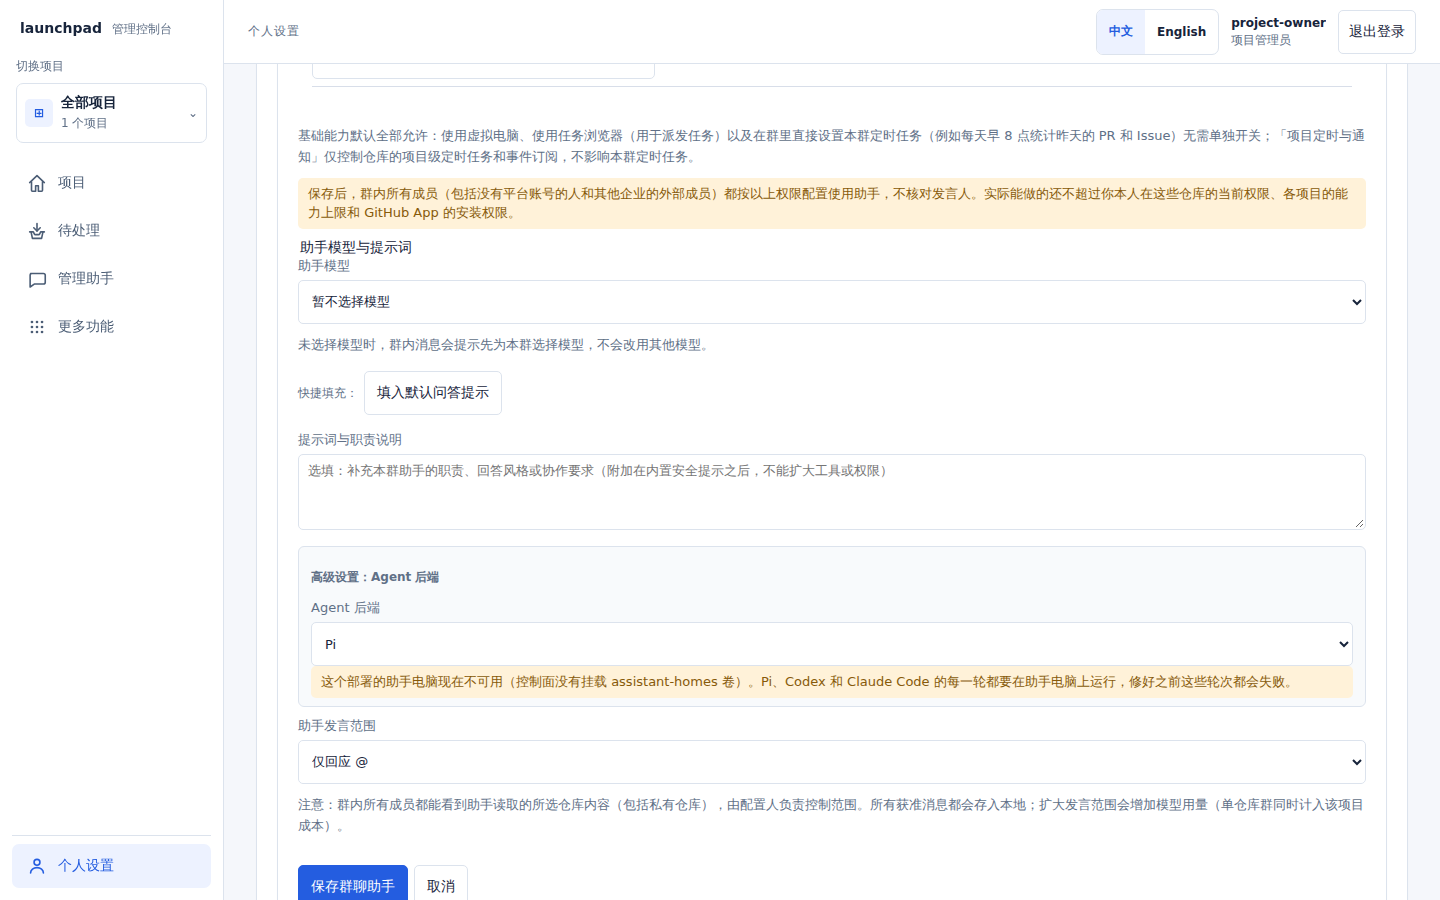 launchpad 管理控制台
切换项目
全部项目
1 个项目
项目
待处理
管理助手
更多功能
个人设置
个人设置
中文
English
project-owner
项目管理员
退出登录
基础能力默认全部允许：使用虚拟电脑、使用任务浏览器（用于派发任务）以及在群里直接设置本群定时任务（例如每天早 8 点统计昨天的 PR 和 Issue）无需单独开关；「项目定时与通
知」仅控制仓库的项目级定时任务和事件订阅，不影响本群定时任务。
保存后，群内所有成员（包括没有平台账号的人和其他企业的外部成员）都按以上权限配置使用助手，不核对发言人。实际能做的还不超过你本人在这些仓库的当前权限、各项目的能
力上限和 GitHub App 的安装权限。
助手模型与提示词
助手模型
暂不选择模型
未选择模型时，群内消息会提示先为本群选择模型，不会改用其他模型。
快捷填充：
填入默认问答提示
提示词与职责说明
选填：补充本群助手的职责、回答风格或协作要求（附加在内置安全提示之后，不能扩大工具或权限）
高级设置：Agent 后端
Agent 后端
Pi
这个部署的助手电脑现在不可用（控制面没有挂载 assistant-homes 卷）。Pi、Codex 和 Claude Code 的每一轮都要在助手电脑上运行，修好之前这些轮次都会失败。
助手发言范围
仅回应 @
注意：群内所有成员都能看到助手读取的所选仓库内容（包括私有仓库），由配置人负责控制范围。所有获准消息都会存入本地；扩大发言范围会增加模型用量（单仓库群同时计入该项目
成本）。
保存群聊助手
取消